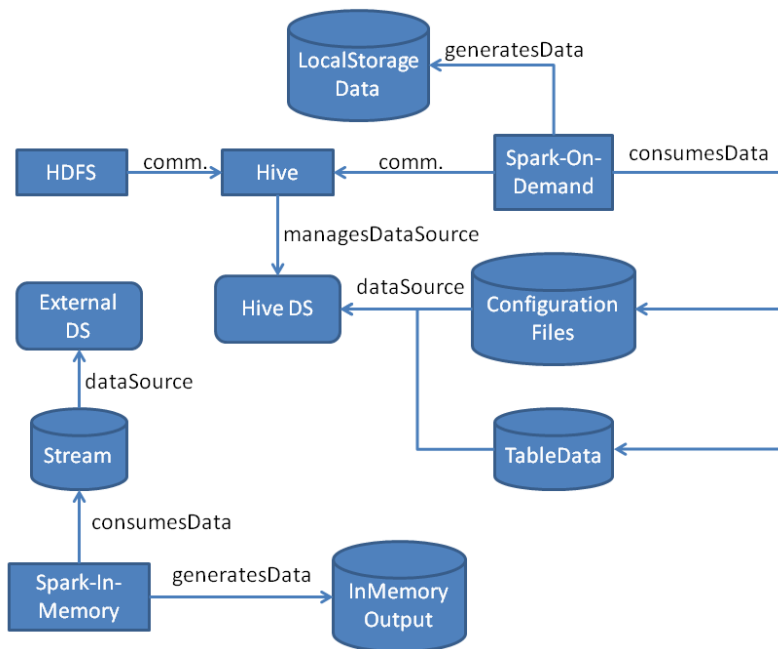 LocalStorage
Data
generatesData
HDFS
comm.
Hive
comm.
Spark-On-
Demand
consumesData
managesDataSource
External
DS
Hive DS
dataSource
Configuration
Files
dataSource
Stream
TableData
consumesData
Spark-In-
Memory
generatesData
InMemory
Output